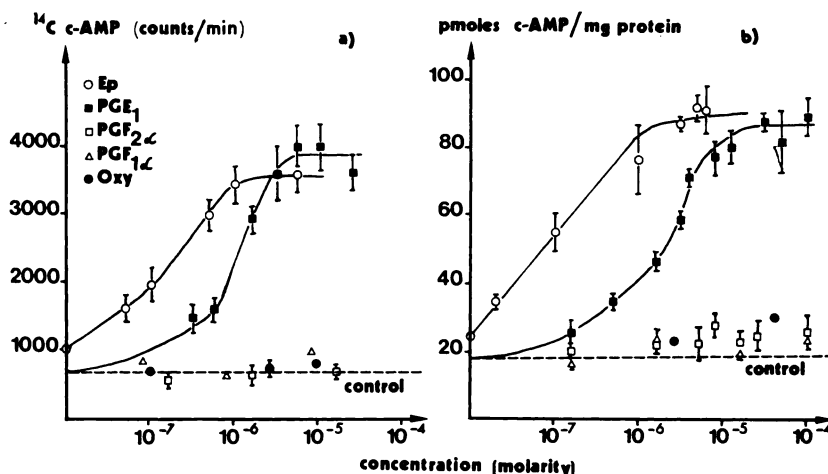 14C c-AMP (counts/min)
a)
Ep
PGE1
PGF2α
PGF1α
Oxy
4000
3000
2000
1000
control
10-7
10-6
10-5
10-4
pmoles c-AMP/mg protein
b)
100
80
60
40
20
control
10-7
10-6
10-5
10-4
concentration (molarity)